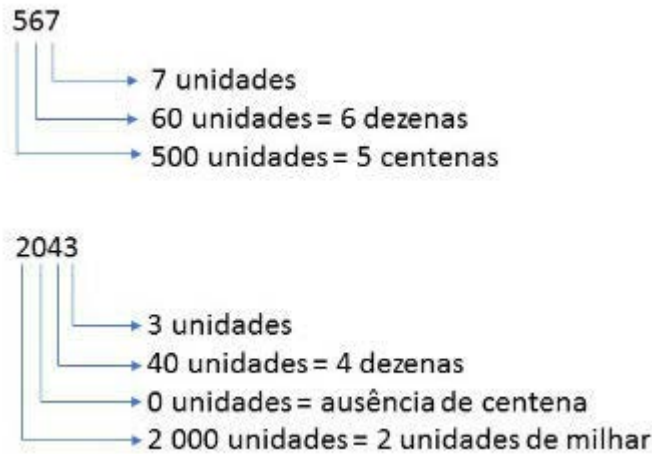 567
7 unidades
60 unidades = 6 dezenas
500 unidades = 5 centenas
2043
3 unidades
40 unidades = 4 dezenas
0 unidades = ausência de centena
2 000 unidades = 2 unidades de milhar